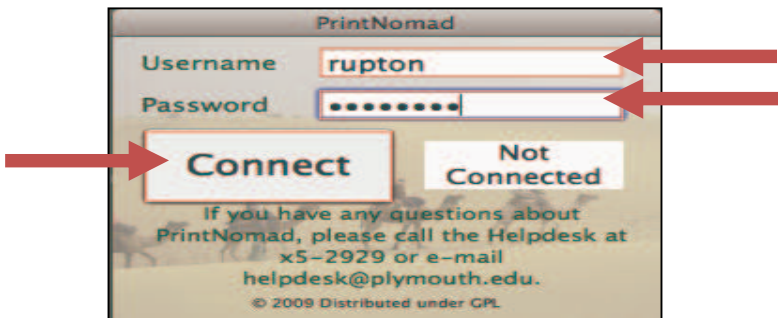 PrintNomad
Username rupton
Password ••••••••
Connect
Not
Connected
If you have any questions about
PrintNomad, please call the Helpdesk at
x5-2929 or e-mail
helpdesk@plymouth.edu.
© 2009 Distributed under GPL